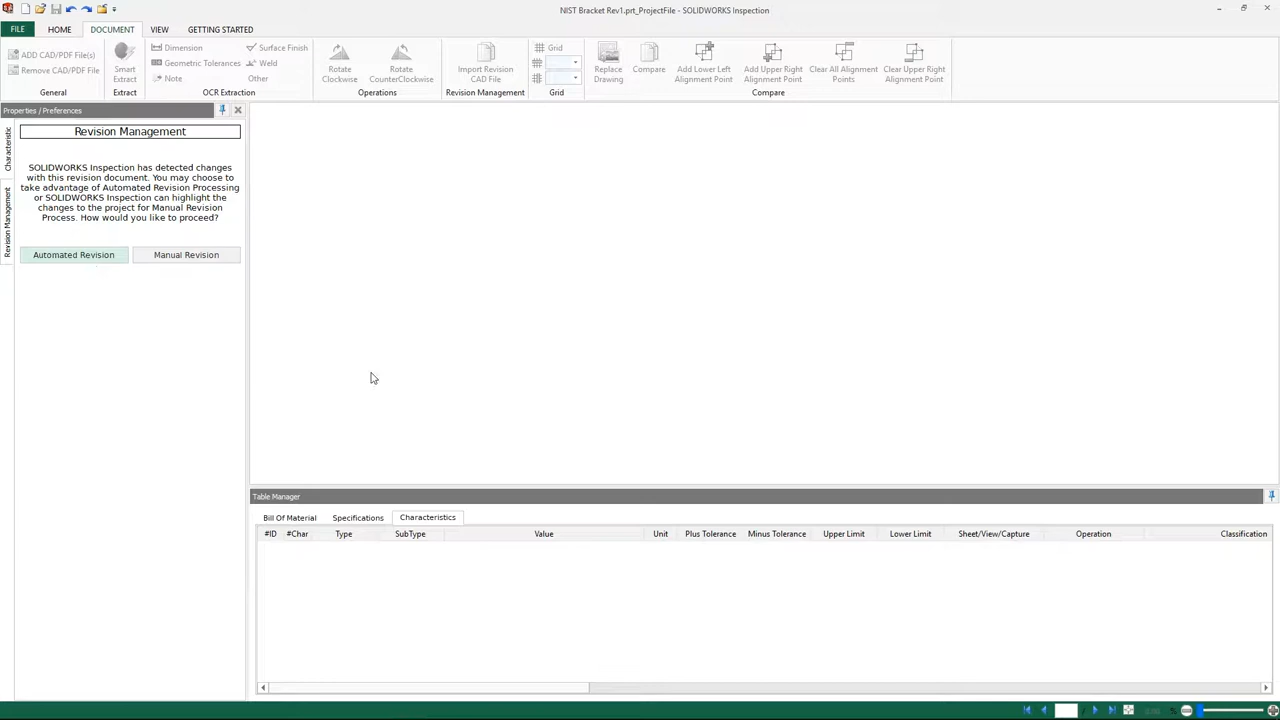 NIST Bracket Rev1.prt_ProjectFile - SOLIDWORKS Inspection
FILE
HOME
DOCUMENT
VIEW
GETTING STARTED
ADD CAD/PDF File(s)
Remove CAD/PDF File
General
Smart
Extract
Extract
Dimension
Geometric Tolerances
Note
Surface Finish
Weld
Other
OCR Extraction
Rotate
Clockwise
Rotate
CounterClockwise
Operations
Import Revision
CAD File
Revision Management
Grid
Grid
Replace
Drawing
Compare
Add Lower Left
Alignment Point
Add Upper Right
Alignment Point
Clear All Alignment
Points
Clear Upper Right
Alignment Point
Compare
Properties / Preferences
Characteristic
Revision Management
Revision Management
SOLIDWORKS Inspection has detected changes
with this revision document. You may choose to
take advantage of Automated Revision Processing
or SOLIDWORKS Inspection can highlight the
changes to the project for Manual Revision
Process. How would you like to proceed?
Automated Revision
Manual Revision
Table Manager
Bill Of Material
Specifications
Characteristics
#ID
#Char
Type
SubType
Value
Unit
Plus Tolerance
Minus Tolerance
Upper Limit
Lower Limit
Sheet/View/Capture
Operation
Classification
/
%